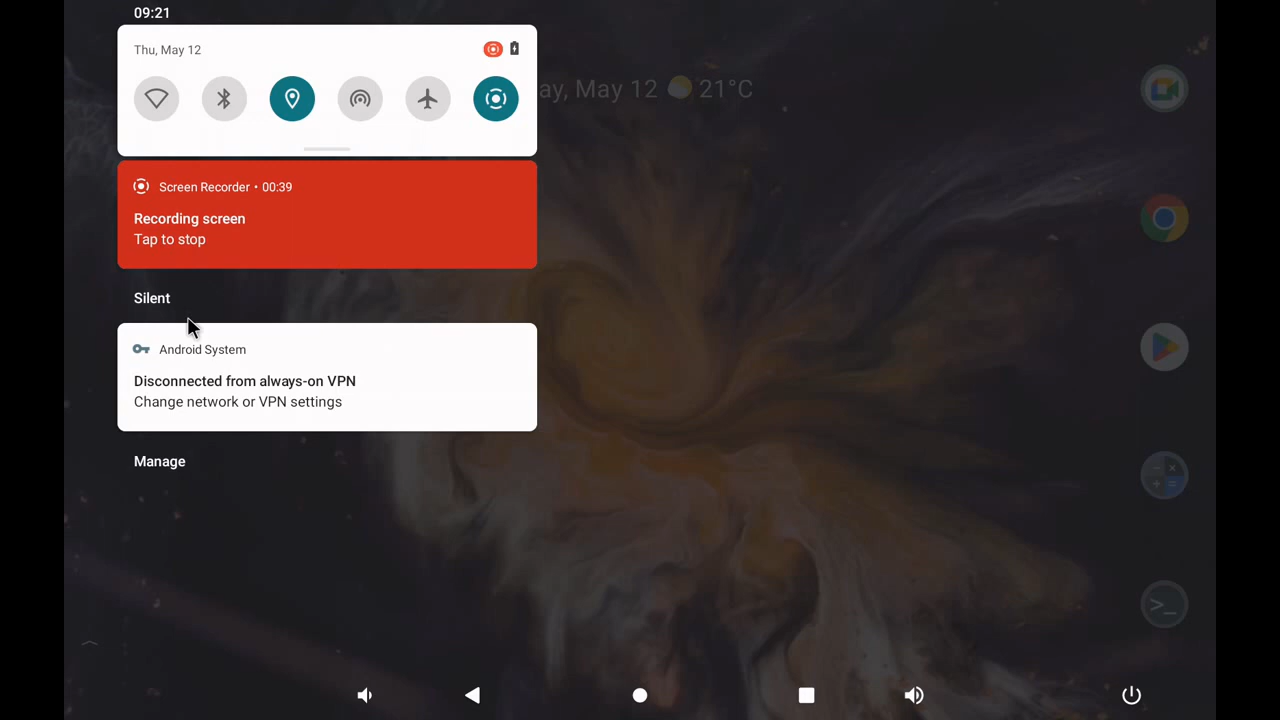 09:21
Thu, May 12
ay, May 12 21°C
Screen Recorder • 00:39
Recording screen
Tap to stop
Silent
Android System
Disconnected from always-on VPN
Change network or VPN settings
Manage
>_